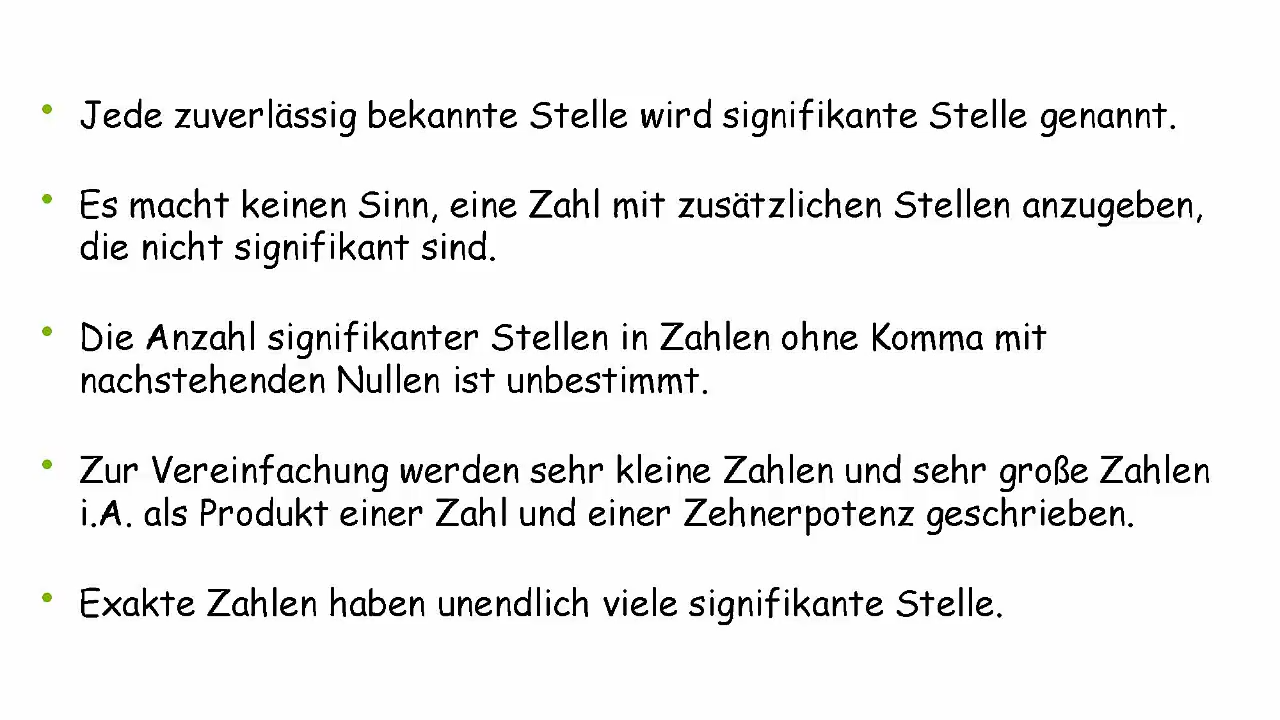 • Jede zuverlässig bekannte Stelle wird signifikante Stelle genannt.
• Es macht keinen Sinn, eine Zahl mit zusätzlichen Stellen anzugeben,
die nicht signifikant sind.
• Die Anzahl signifikanter Stellen in Zahlen ohne Komma mit
nachstehenden Nullen ist unbestimmt.
• Zur Vereinfachung werden sehr kleine Zahlen und sehr große Zahlen
i.A. als Produkt einer Zahl und einer Zehnerpotenz geschrieben.
• Exakte Zahlen haben unendlich viele signifikante Stelle.